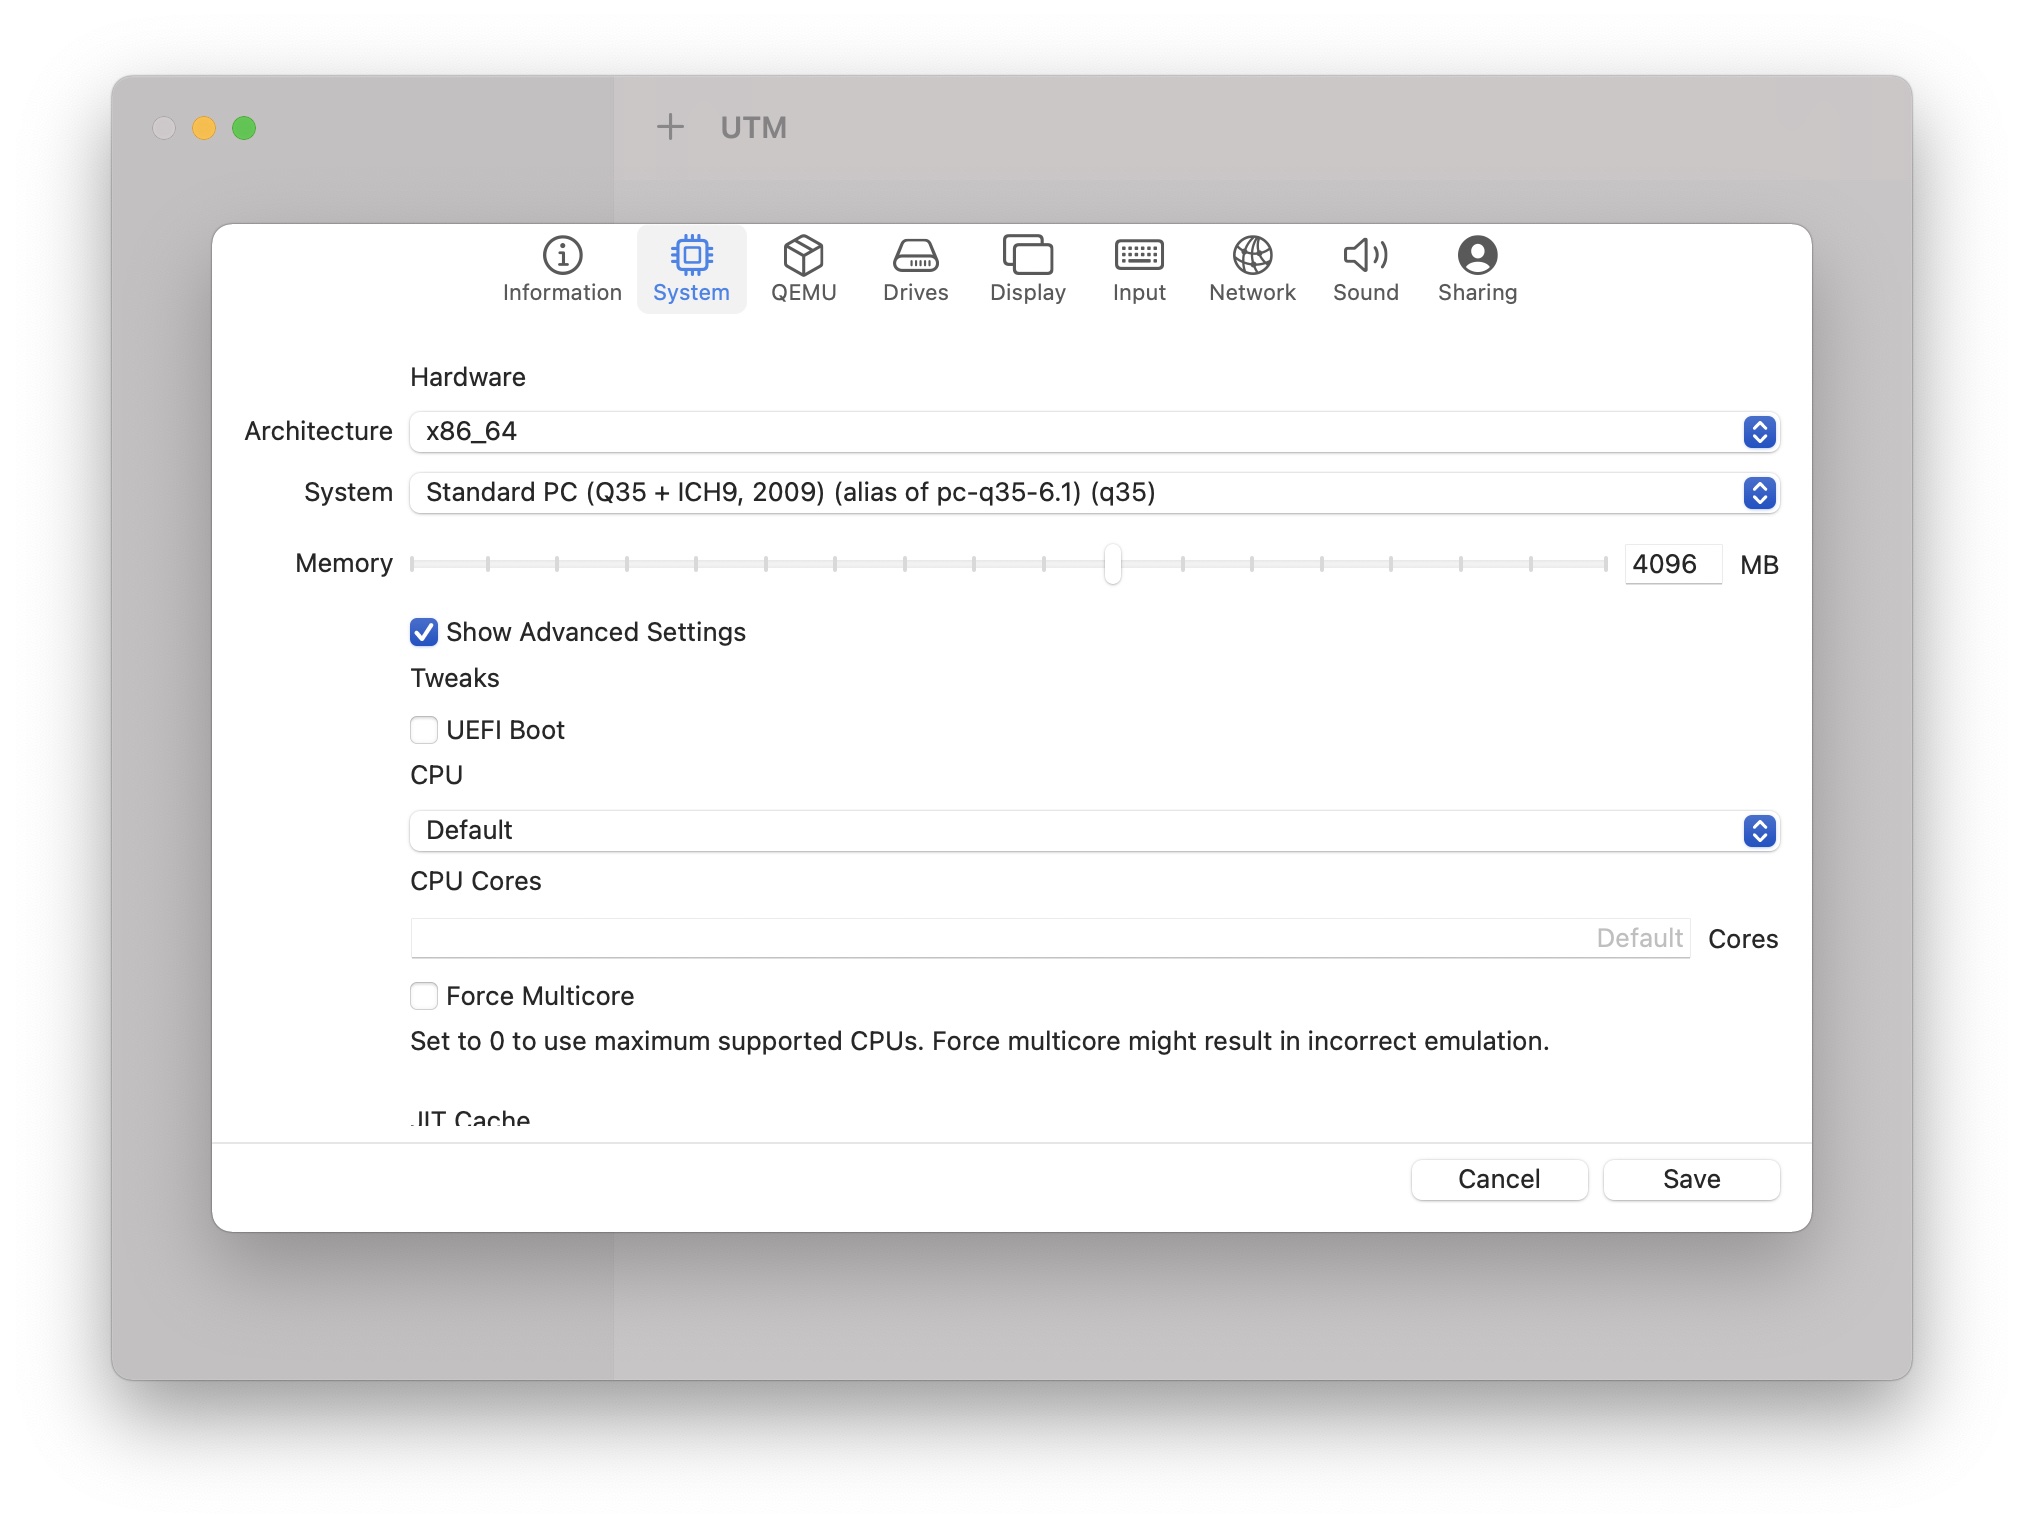 UTM
Information System QEMU Drives Display Input Network Sound Sharing
Hardware
Architecture x86_64
System Standard PC (Q35 + ICH9, 2009) (alias of pc-q35-6.1) (q35)
Memory 4096 MB
Show Advanced Settings
Tweaks
UEFI Boot
CPU
Default
CPU Cores
Default Cores
Force Multicore
Set to 0 to use maximum supported CPUs. Force multicore might result in incorrect emulation.
JIT Cache
Cancel Save